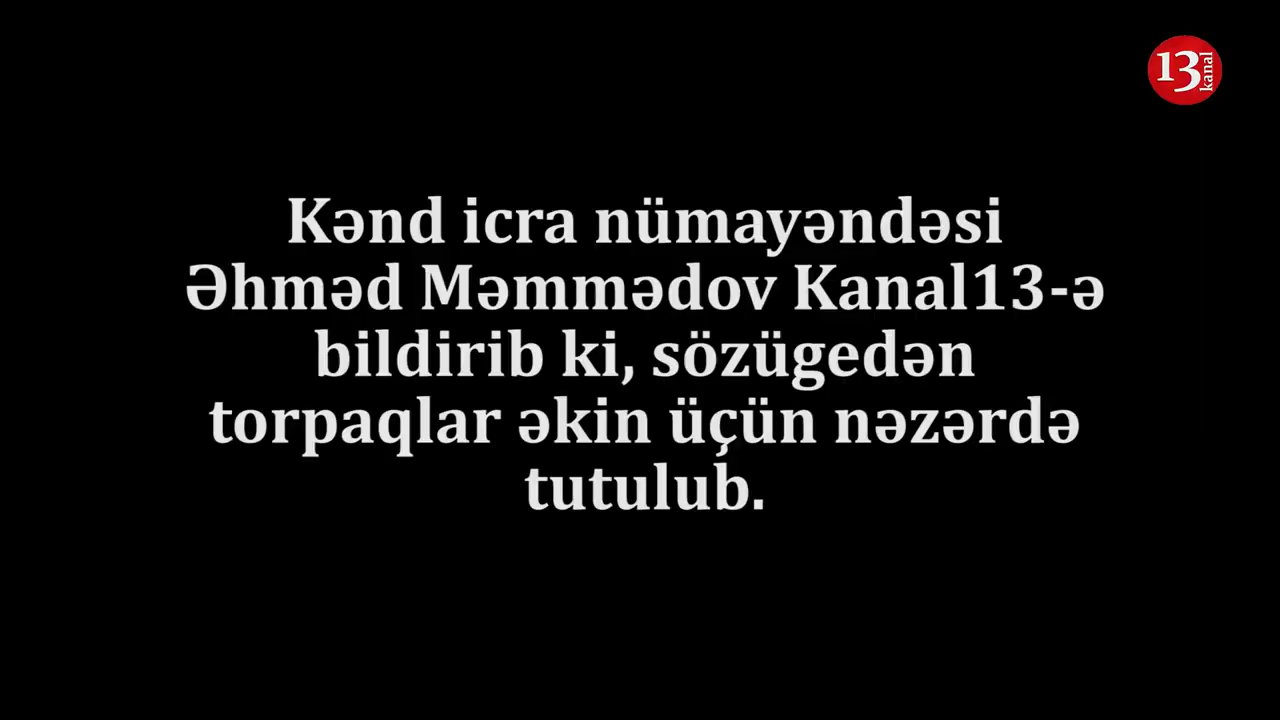 13 kanal
Kənd icra nümayəndəsi
Əhməd Məmmədov Kanal13-ə
bildirib ki, sözügedən
torpaqlar əkin üçün nəzərdə
tutulub.